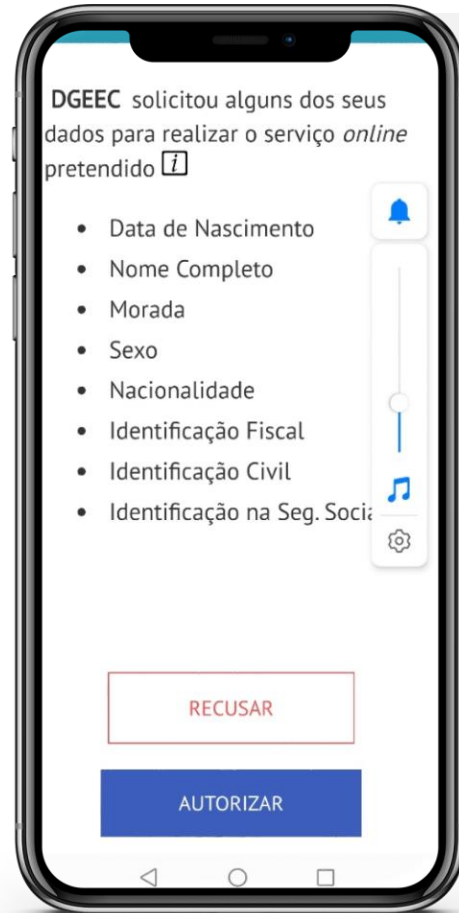 DGEEC solicitou alguns dos seus
dados para realizar o serviço online
pretendido i
• Data de Nascimento
• Nome Completo
• Morada
• Sexo
• Nacionalidade
• Identificação Fiscal
• Identificação Civil
• Identificação na Seg. Socia
RECUSAR
AUTORIZAR